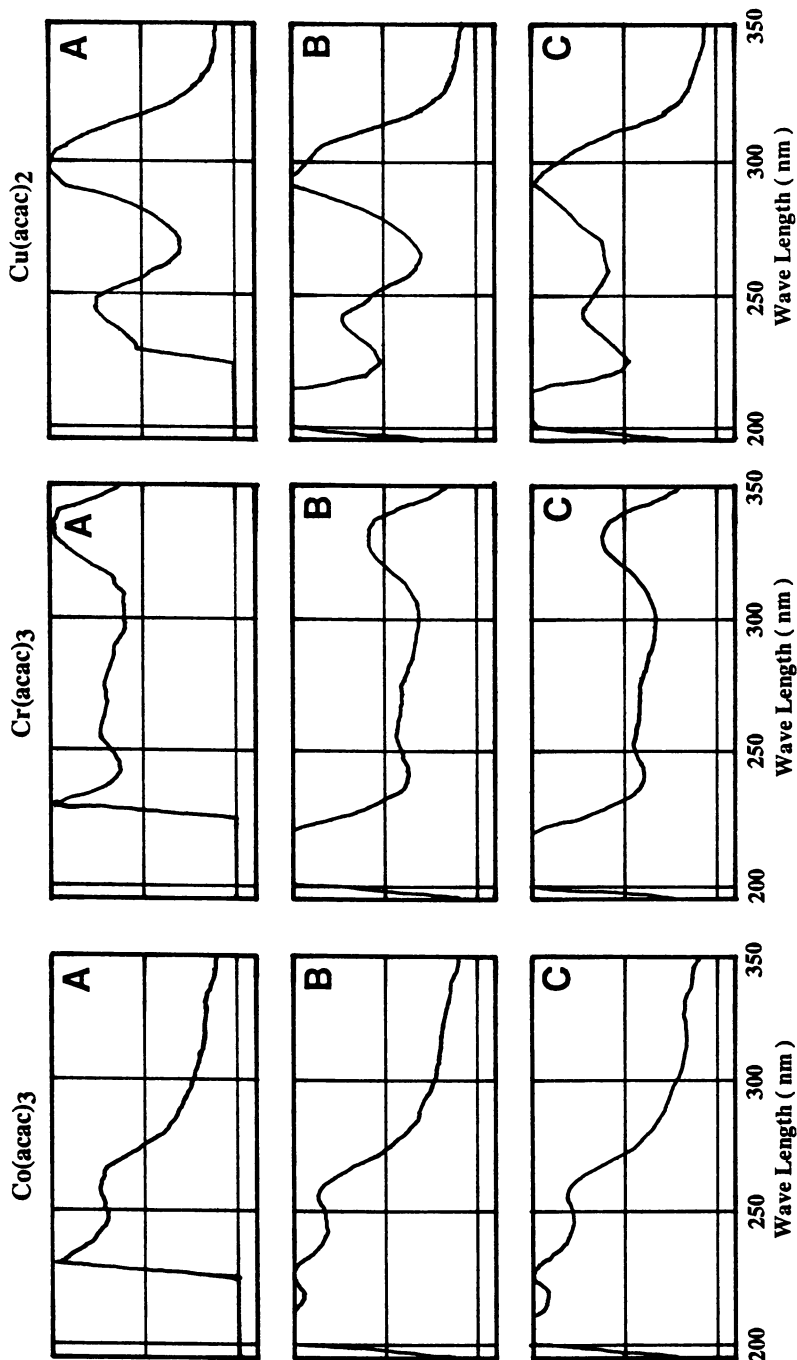 Co(acac)3 Cr(acac)3 Cu(acac)2
A A A
B B B
C C C
200 250 300 350 200 250 300 350 200 250 300 350
Wave Length ( nm ) Wave Length ( nm ) Wave Length ( nm )